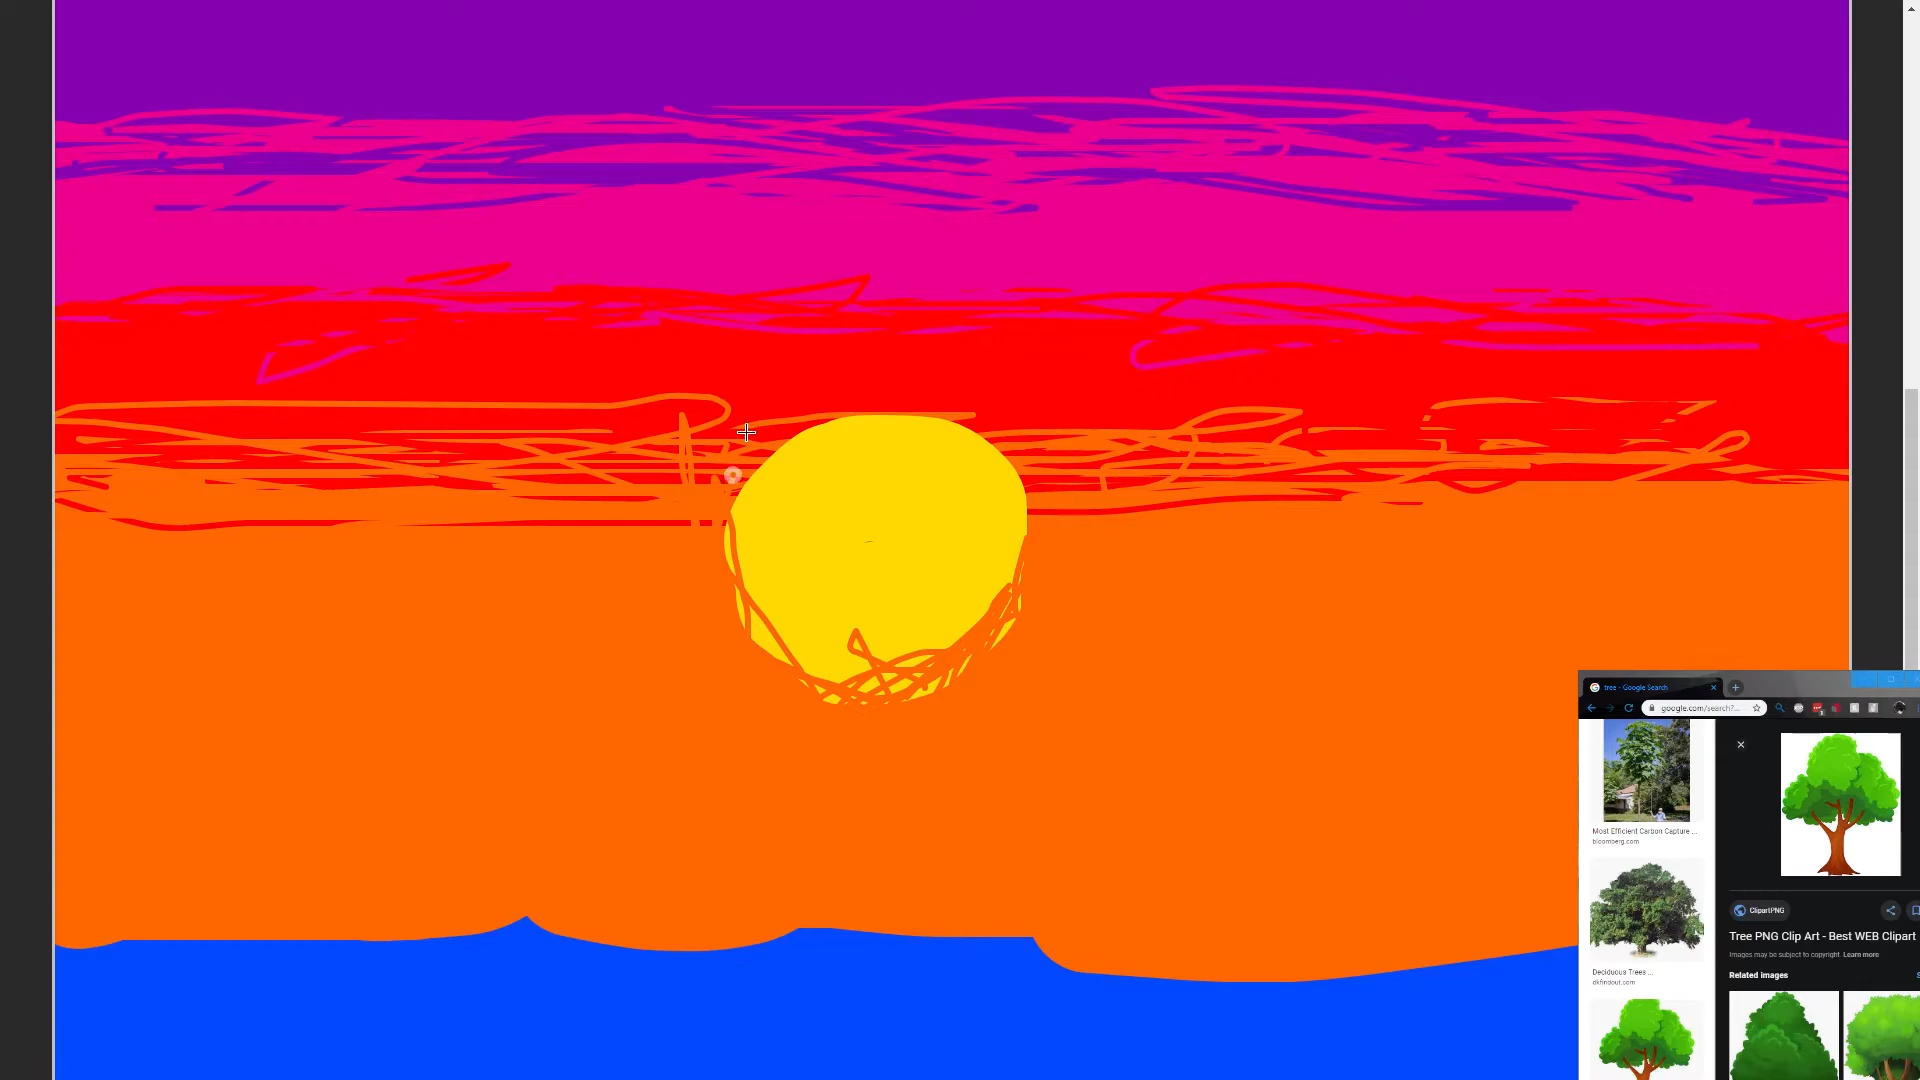 tree - Google Search
google.com/search?...
Most Efficient Carbon Capture ...
bloomberg.com
Deciduous Trees ...
dkfindout.com
ClipartPNG
Tree PNG Clip Art - Best WEB Clipart
Images may be subject to copyright. Learn more
Related images